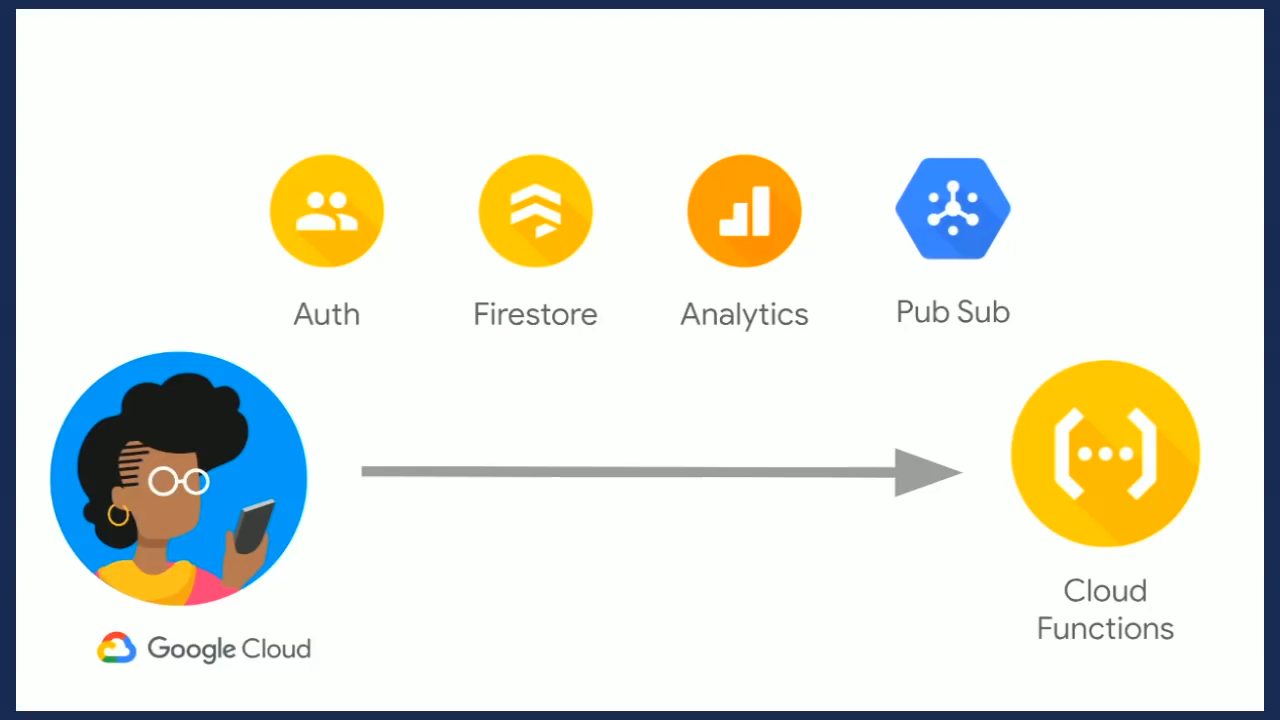 Auth
Firestore
Analytics
Pub Sub
Cloud
Functions
Google Cloud